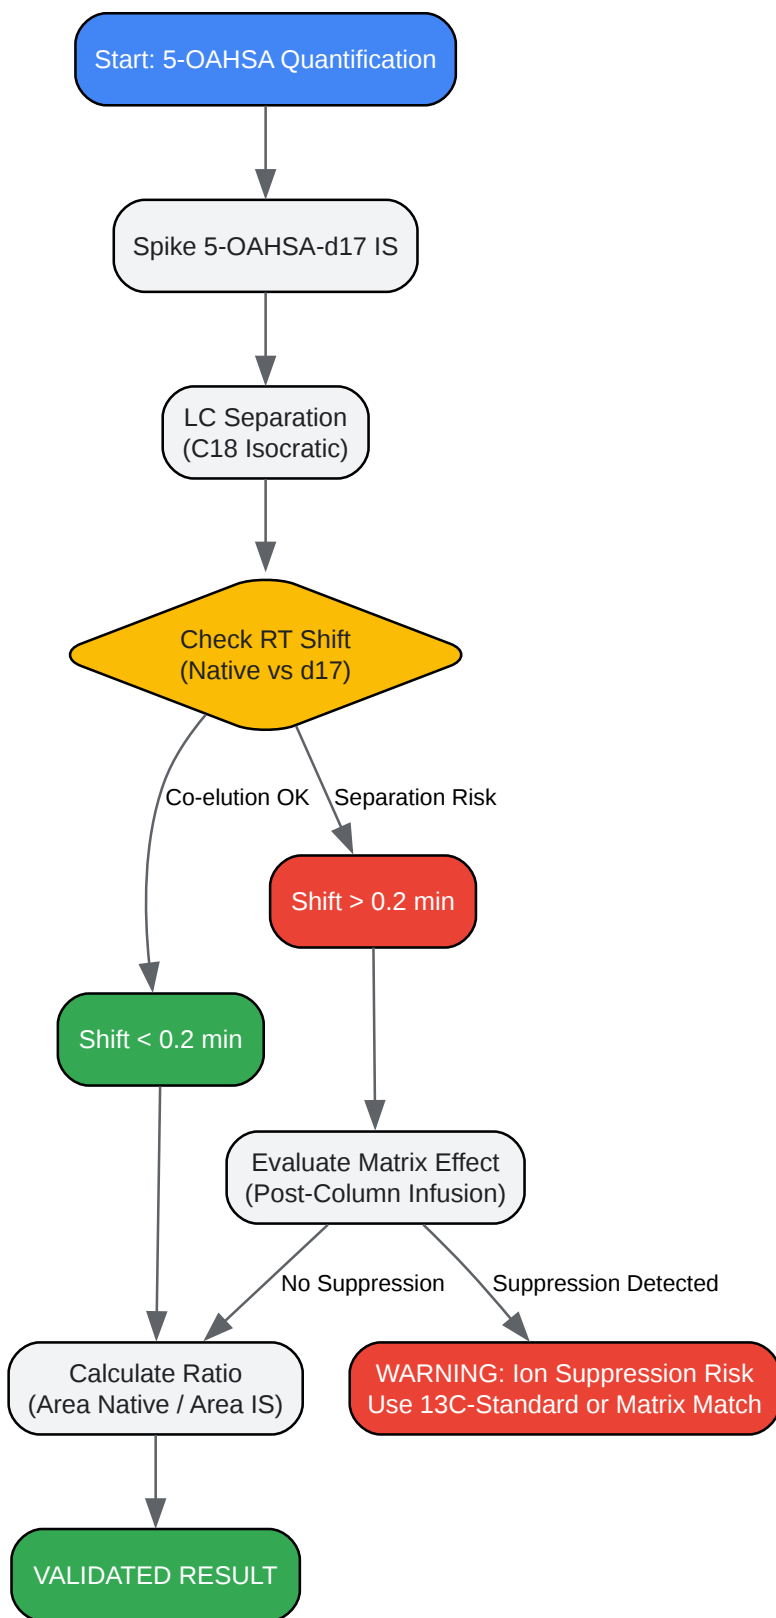 Start: 5-OAHSA Quantification
Spike 5-OAHSA-d17 IS
LC Separation
(C18 Isocratic)
Check RT Shift
(Native vs d17)
Co-elution OK
Separation Risk
Shift > 0.2 min
Shift < 0.2 min
Evaluate Matrix Effect
(Post-Column Infusion)
No Suppression
Suppression Detected
Calculate Ratio
(Area Native / Area IS)
WARNING: Ion Suppression Risk
Use 13C-Standard or Matrix Match
VALIDATED RESULT